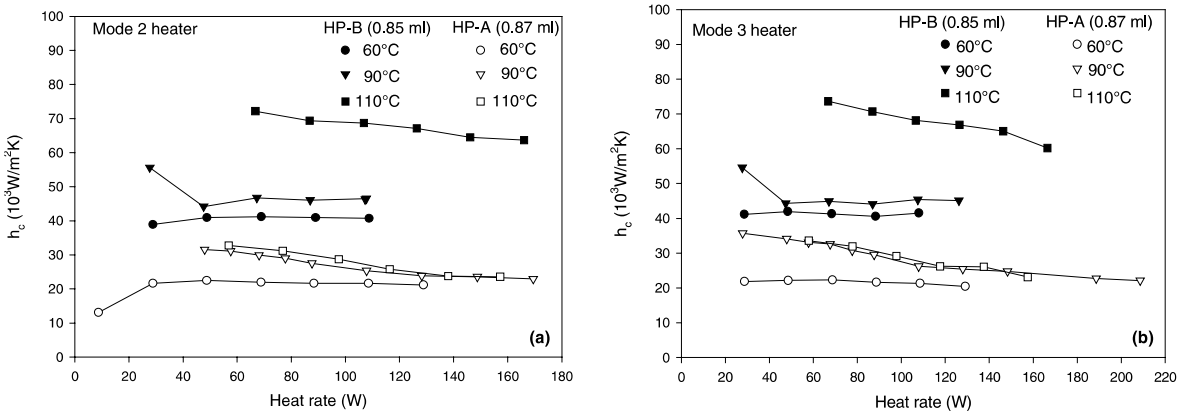 Mode 2 heater
HP-B (0.85 ml) HP-A (0.87 ml)
60°C 60°C
90°C 90°C
110°C 110°C
100
90
80
70
60
50
40
30
20
10
0
h_c (10³W/m²K)
0 20 40 60 80 100 120 140 160 180
Heat rate (W)
(a)
Mode 3 heater
HP-B (0.85 ml) HP-A (0.87 ml)
60°C 60°C
90°C 90°C
110°C 110°C
100
90
80
70
60
50
40
30
20
10
0
h_c (10³W/m²K)
0 20 40 60 80 100 120 140 160 180 200 220
Heat rate (W)
(b)